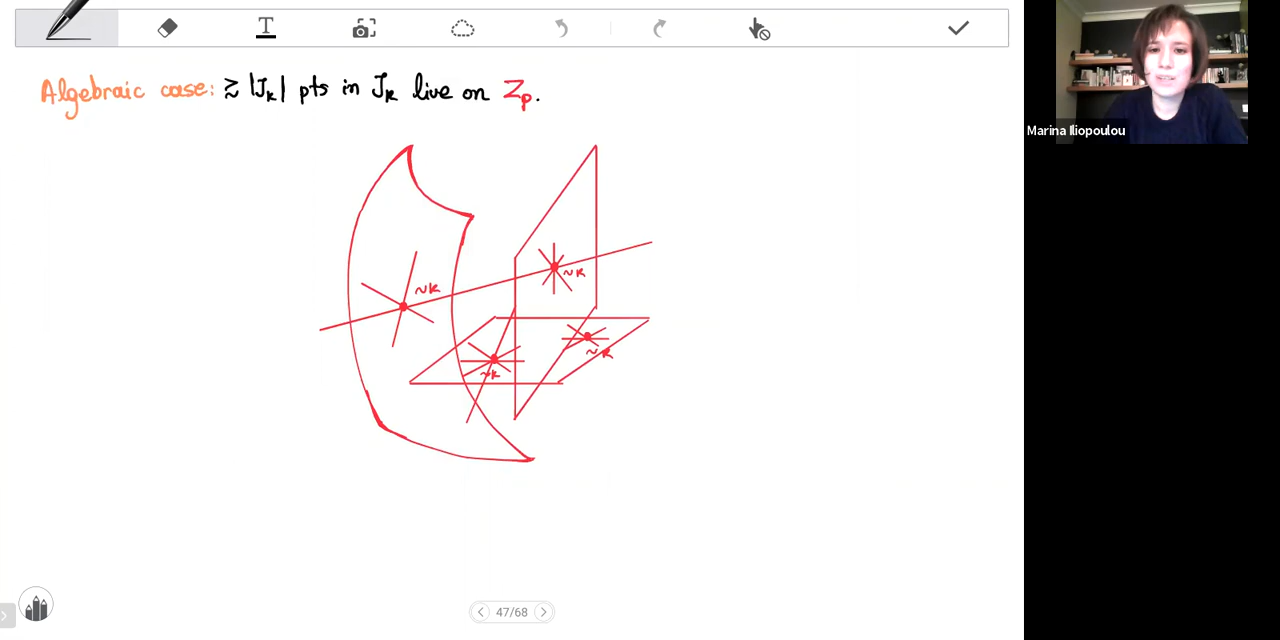 T
Algebraic case: ≳ |J_k| pts in J_k live on Z_p.
~k
~k
~k
~k
47/68
Marina Iliopoulou